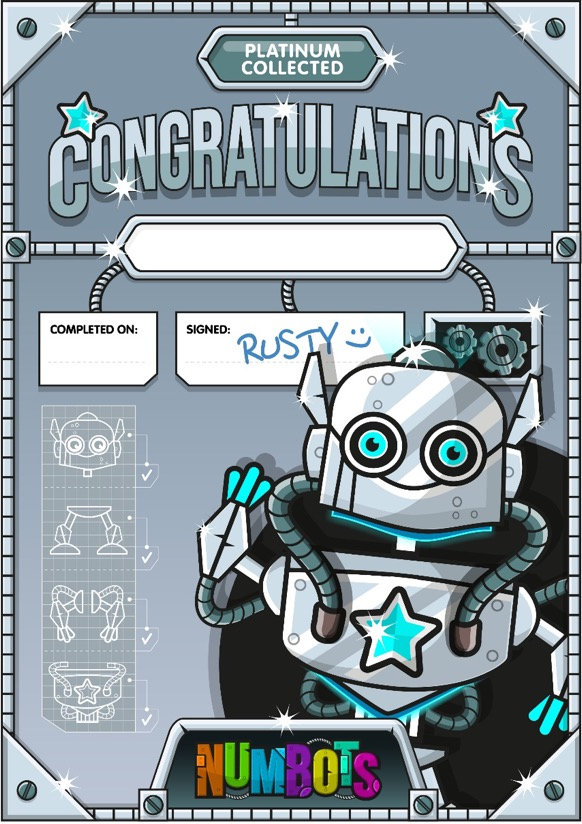 PLATINUM
COLLECTED
CONGRATULATIONS
COMPLETED ON:
SIGNED: RUSTY
NUMBOTS